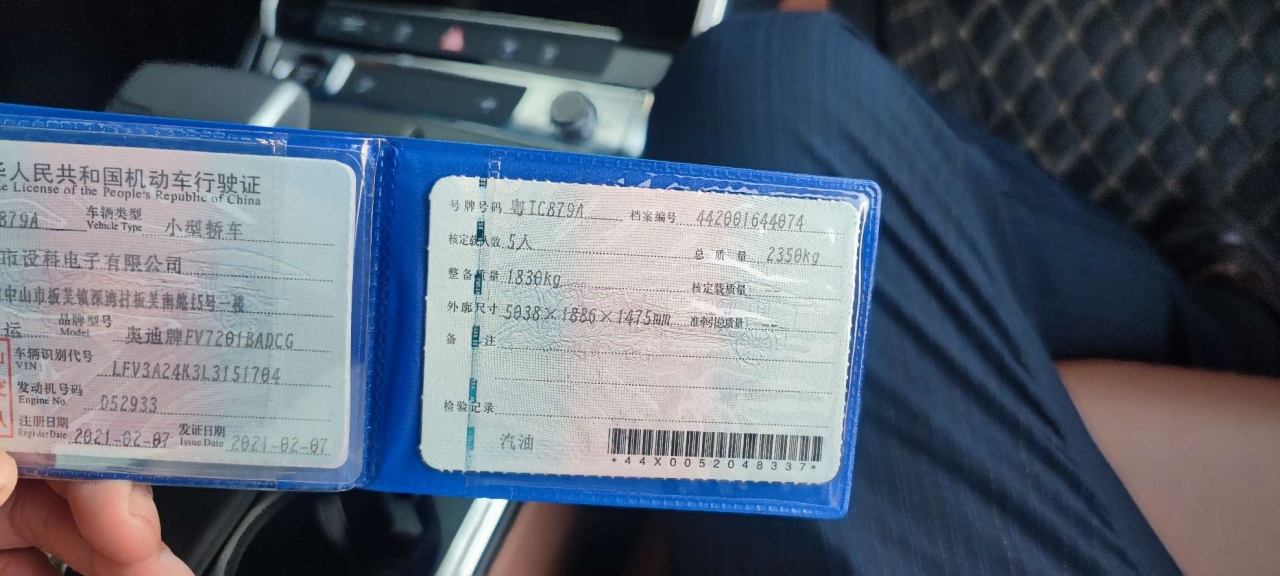 华人民共和国机动车行驶证
License of the People's Republic of China
879A 车辆类型 Vehicle Type 小型轿车
市设科电子有限公司
中山市板芙镇深湾村板芙南路15号一楼
运 品牌型号 Model 奥迪牌FV7201BADCG
车辆识别代号 VIN LFV3A24K3L3151704
发动机号码 Engine No. D52933
注册日期 Register Date 2021-02-07 发证日期 Issue Date 2021-02-07
号牌号码 粤TC879A 档案编号 442001644074
核定载人数 5人 总质量 2350kg
整备质量 1830kg 核定载质量 --
外廓尺寸 5038×1886×1475mm 准牵引总质量 --
备注
检验记录
汽油
*44X0052048337*